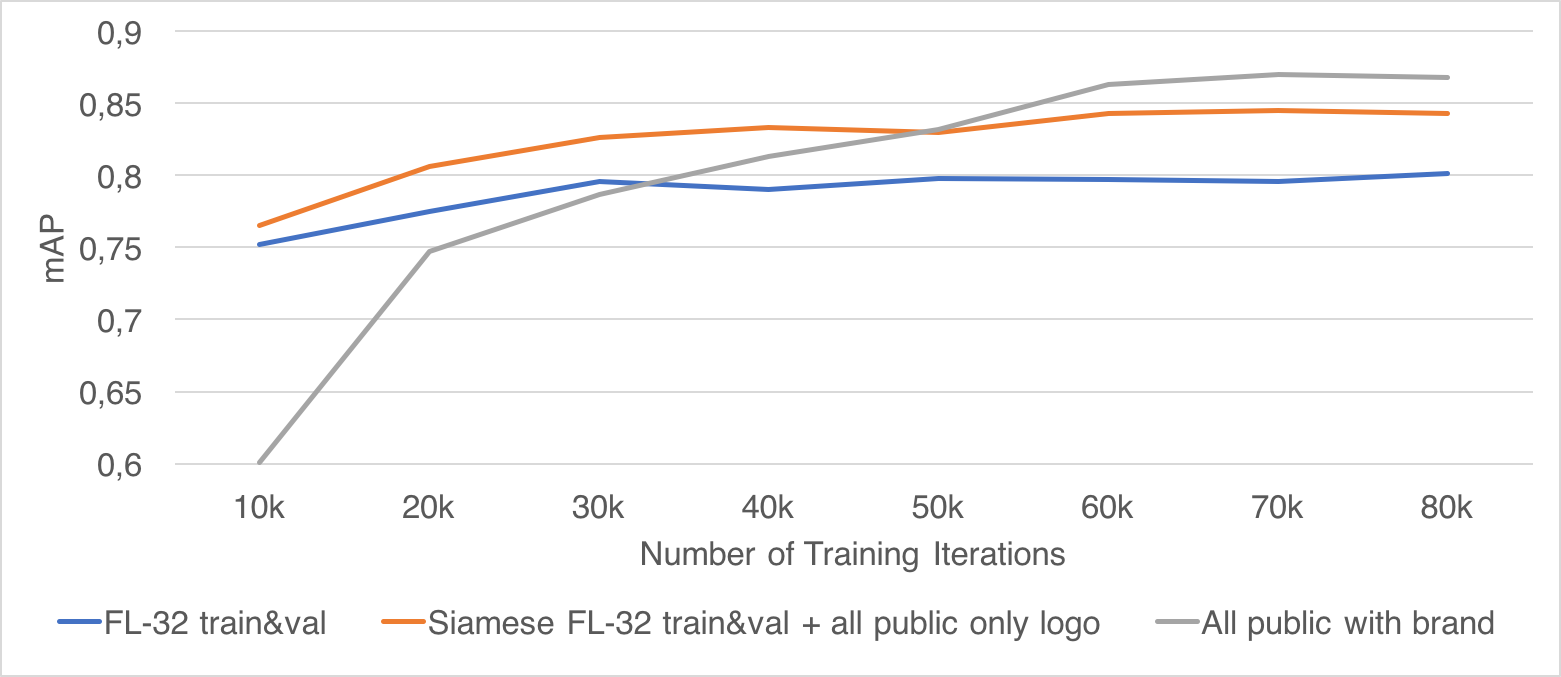 0,9
0,85
0,8
0,75
0,7
0,65
0,6
mAP
10k 20k 30k 40k 50k 60k 70k 80k
Number of Training Iterations
FL-32 train&val Siamese FL-32 train&val + all public only logo All public with brand